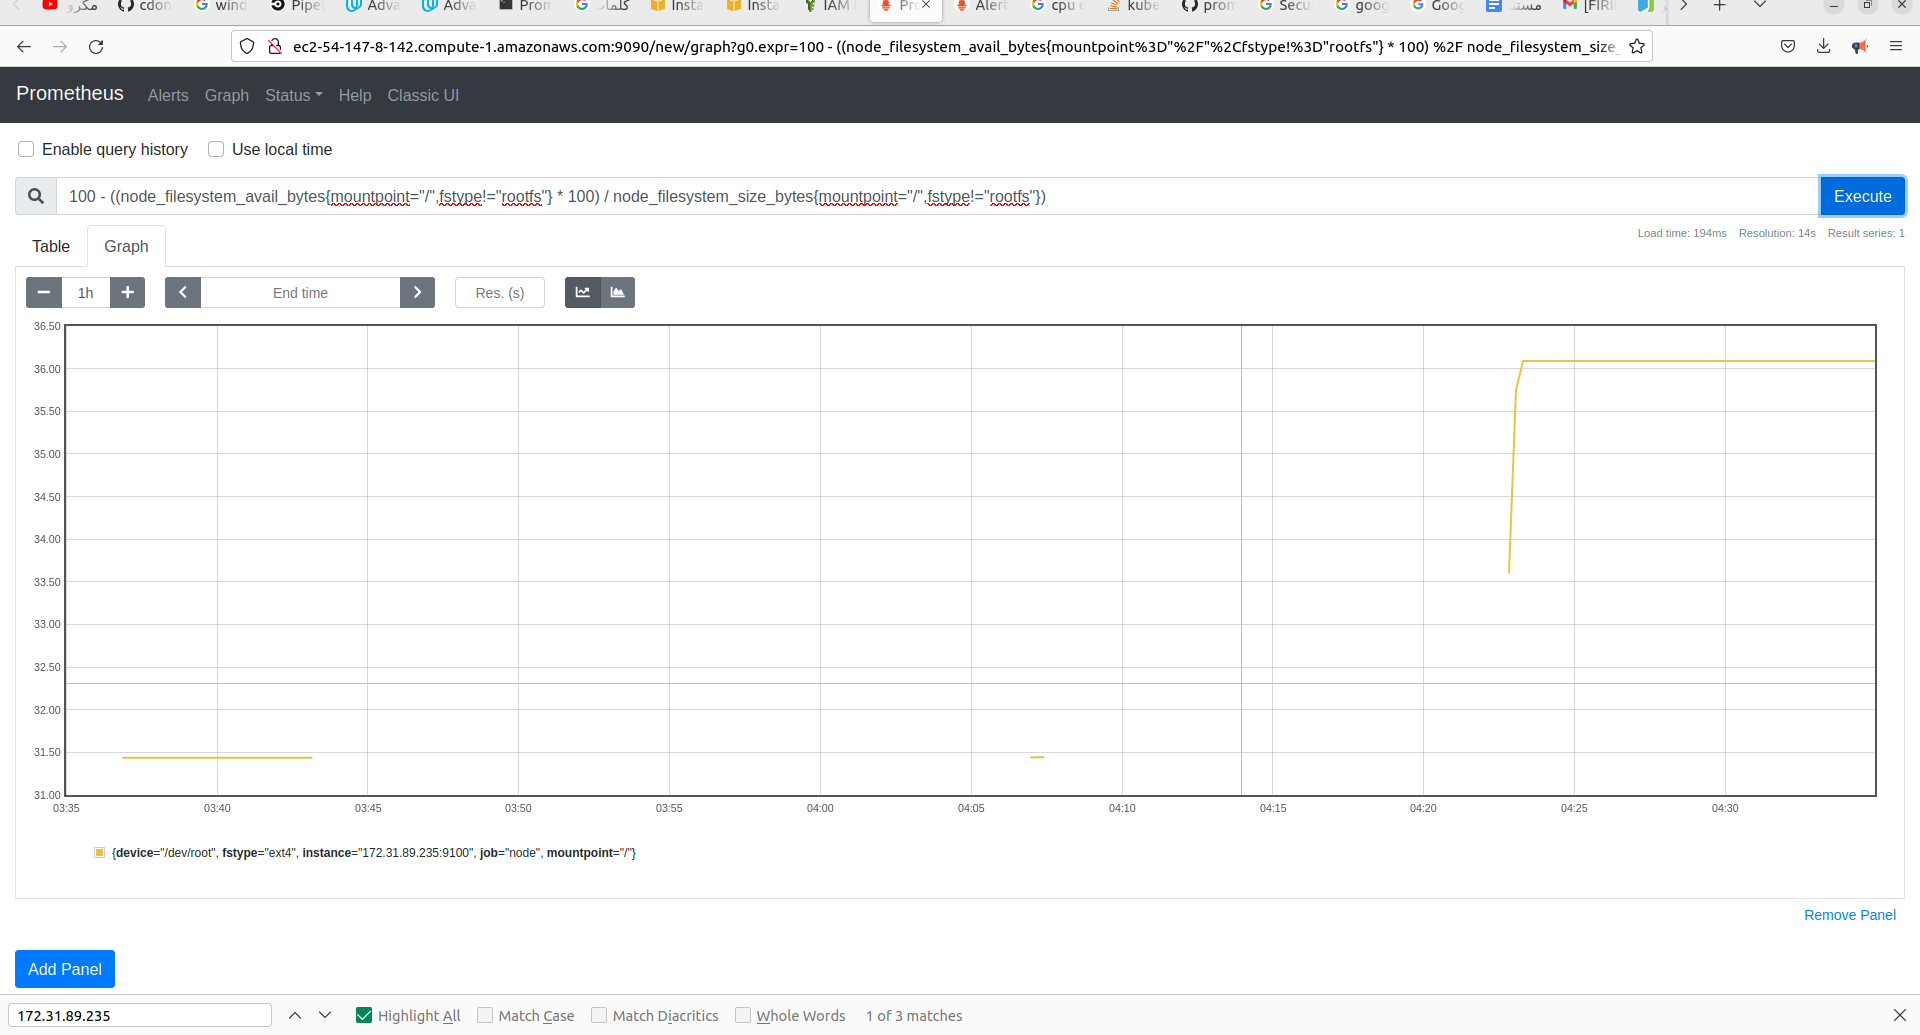 مكرو
cdon
wind
Pipel
Adva
Adva
Prom
كلمات
Insta
Insta
IAM
Pr
Alert
cpu e
kube
prom
Secu
goog
Goog
مستند
[FIRI
ec2-54-147-8-142.compute-1.amazonaws.com:9090/new/graph?g0.expr=100 - ((node_filesystem_avail_bytes{mountpoint%3D"%2F"%2Cfstype!%3D"rootfs"} * 100) %2F node_filesystem_size_
Prometheus Alerts Graph Status Help Classic UI
Enable query history Use local time
100 - ((node_filesystem_avail_bytes{mountpoint="/",fstype!="rootfs"} * 100) / node_filesystem_size_bytes{mountpoint="/",fstype!="rootfs"})
Execute
Table Graph
Load time: 194ms Resolution: 14s Result series: 1
1h End time Res. (s)
36.50
36.00
35.50
35.00
34.50
34.00
33.50
33.00
32.50
32.00
31.50
31.00
03:35 03:40 03:45 03:50 03:55 04:00 04:05 04:10 04:15 04:20 04:25 04:30
{device="/dev/root", fstype="ext4", instance="172.31.89.235:9100", job="node", mountpoint="/"}
Remove Panel
Add Panel
172.31.89.235 Highlight All Match Case Match Diacritics Whole Words 1 of 3 matches